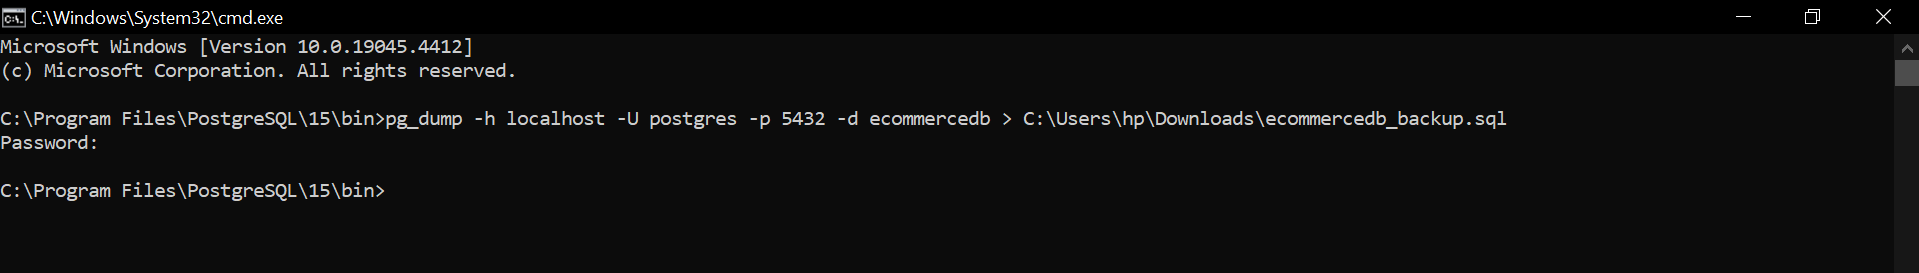 C:\Windows\System32\cmd.exe
Microsoft Windows [Version 10.0.19045.4412]
(c) Microsoft Corporation. All rights reserved.
C:\Program Files\PostgreSQL\15\bin>pg_dump -h localhost -U postgres -p 5432 -d ecommercedb > C:\Users\hp\Downloads\ecommercedb_backup.sql
Password:
C:\Program Files\PostgreSQL\15\bin>